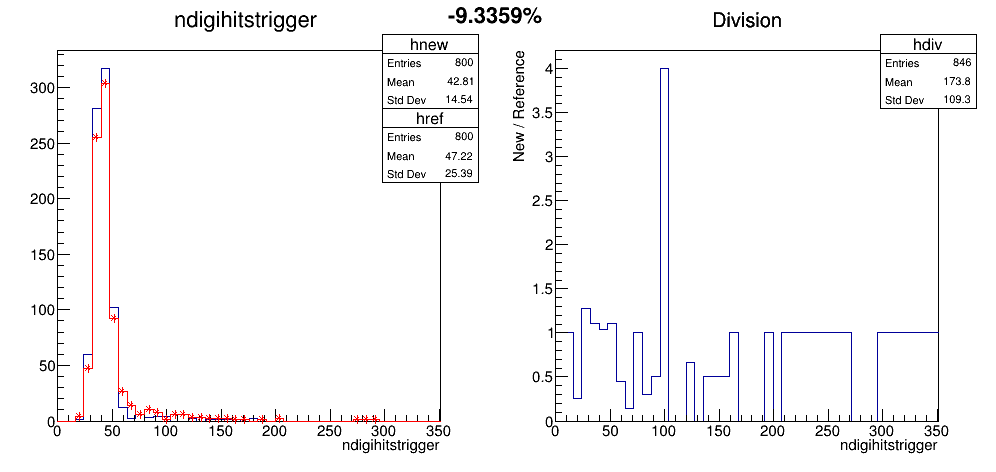 -9.3359%
ndigihitstrigger
hnew
Entries 800
Mean 42.81
Std Dev 14.54
href
Entries 800
Mean 47.22
Std Dev 25.39
300
250
200
150
100
50
0
0 50 100 150 200 250 300 350
ndigihitstrigger
Division
hdiv
Entries 846
Mean 173.8
Std Dev 109.3
New / Reference
4
3.5
3
2.5
2
1.5
1
0.5
0
0 50 100 150 200 250 300 350
ndigihitstrigger